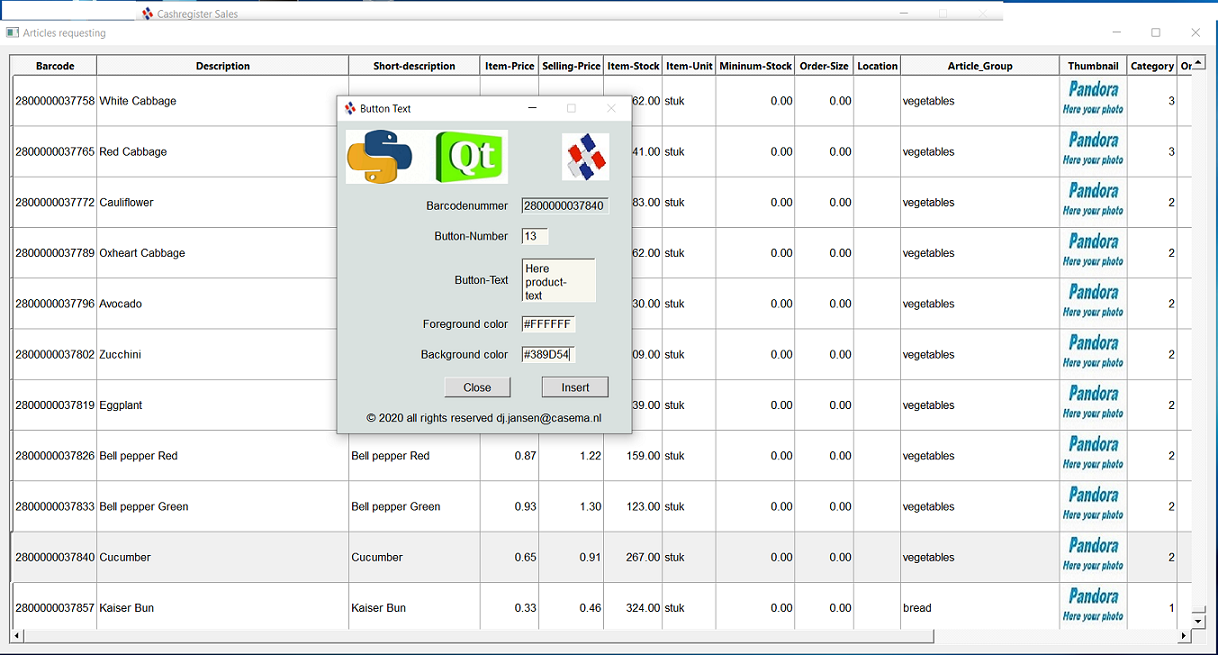 Cashregister Sales
Articles requesting
Barcode Description Short-description Item-Price Selling-Price Item-Stock Item-Unit Mininum-Stock Order-Size Location Article_Group Thumbnail Category Or
2800000037758 White Cabbage 62.00 stuk 0.00 0.00 vegetables Pandora Here your photo 3
2800000037765 Red Cabbage 41.00 stuk 0.00 0.00 vegetables Pandora Here your photo 3
2800000037772 Cauliflower 83.00 stuk 0.00 0.00 vegetables Pandora Here your photo 2
2800000037789 Oxheart Cabbage 62.00 stuk 0.00 0.00 vegetables Pandora Here your photo 2
2800000037796 Avocado 30.00 stuk 0.00 0.00 vegetables Pandora Here your photo 2
2800000037802 Zucchini 09.00 stuk 0.00 0.00 vegetables Pandora Here your photo 2
2800000037819 Eggplant 39.00 stuk 0.00 0.00 vegetables Pandora Here your photo 2
2800000037826 Bell pepper Red Bell pepper Red 0.87 1.22 159.00 stuk 0.00 0.00 vegetables Pandora Here your photo 2
2800000037833 Bell pepper Green Bell pepper Green 0.93 1.30 123.00 stuk 0.00 0.00 vegetables Pandora Here your photo 2
2800000037840 Cucumber Cucumber 0.65 0.91 267.00 stuk 0.00 0.00 vegetables Pandora Here your photo 2
2800000037857 Kaiser Bun Kaiser Bun 0.33 0.46 324.00 stuk 0.00 0.00 bread Pandora Here your photo 1
Button Text
Qt
Barcodenummer 2800000037840
Button-Number 13
Button-Text Here
product-
text
Foreground color #FFFFFF
Background color #389D54
Close Insert
© 2020 all rights reserved dj.jansen@casema.nl